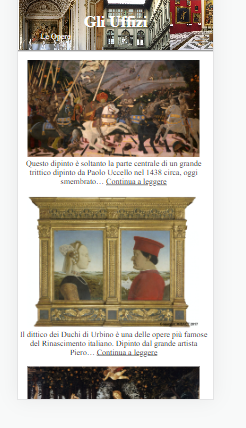 Gli Uffizi
Le Opere
Questo dipinto è soltanto la parte centrale di un grande
trittico dipinto da Paolo Uccello nel 1438 circa, oggi
smembrato… Continua a leggere
Il dittico dei Duchi di Urbino è una delle opere più famose
del Rinascimento italiano. Dipinto dal grande artista
Piero… Continua a leggere